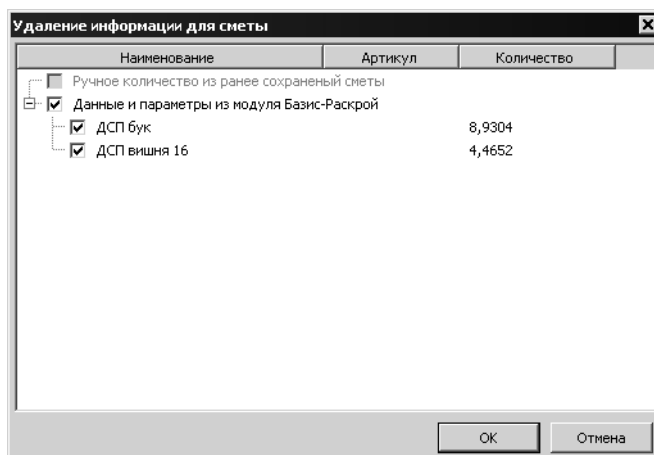 Удаление информации для сметы
Наименование Артикул Количество
Ручное количество из ранее сохраненый сметы
Данные и параметры из модуля Базис-Раскрой
ДСП бук 8,9304
ДСП вишня 16 4,4652
OK Отмена